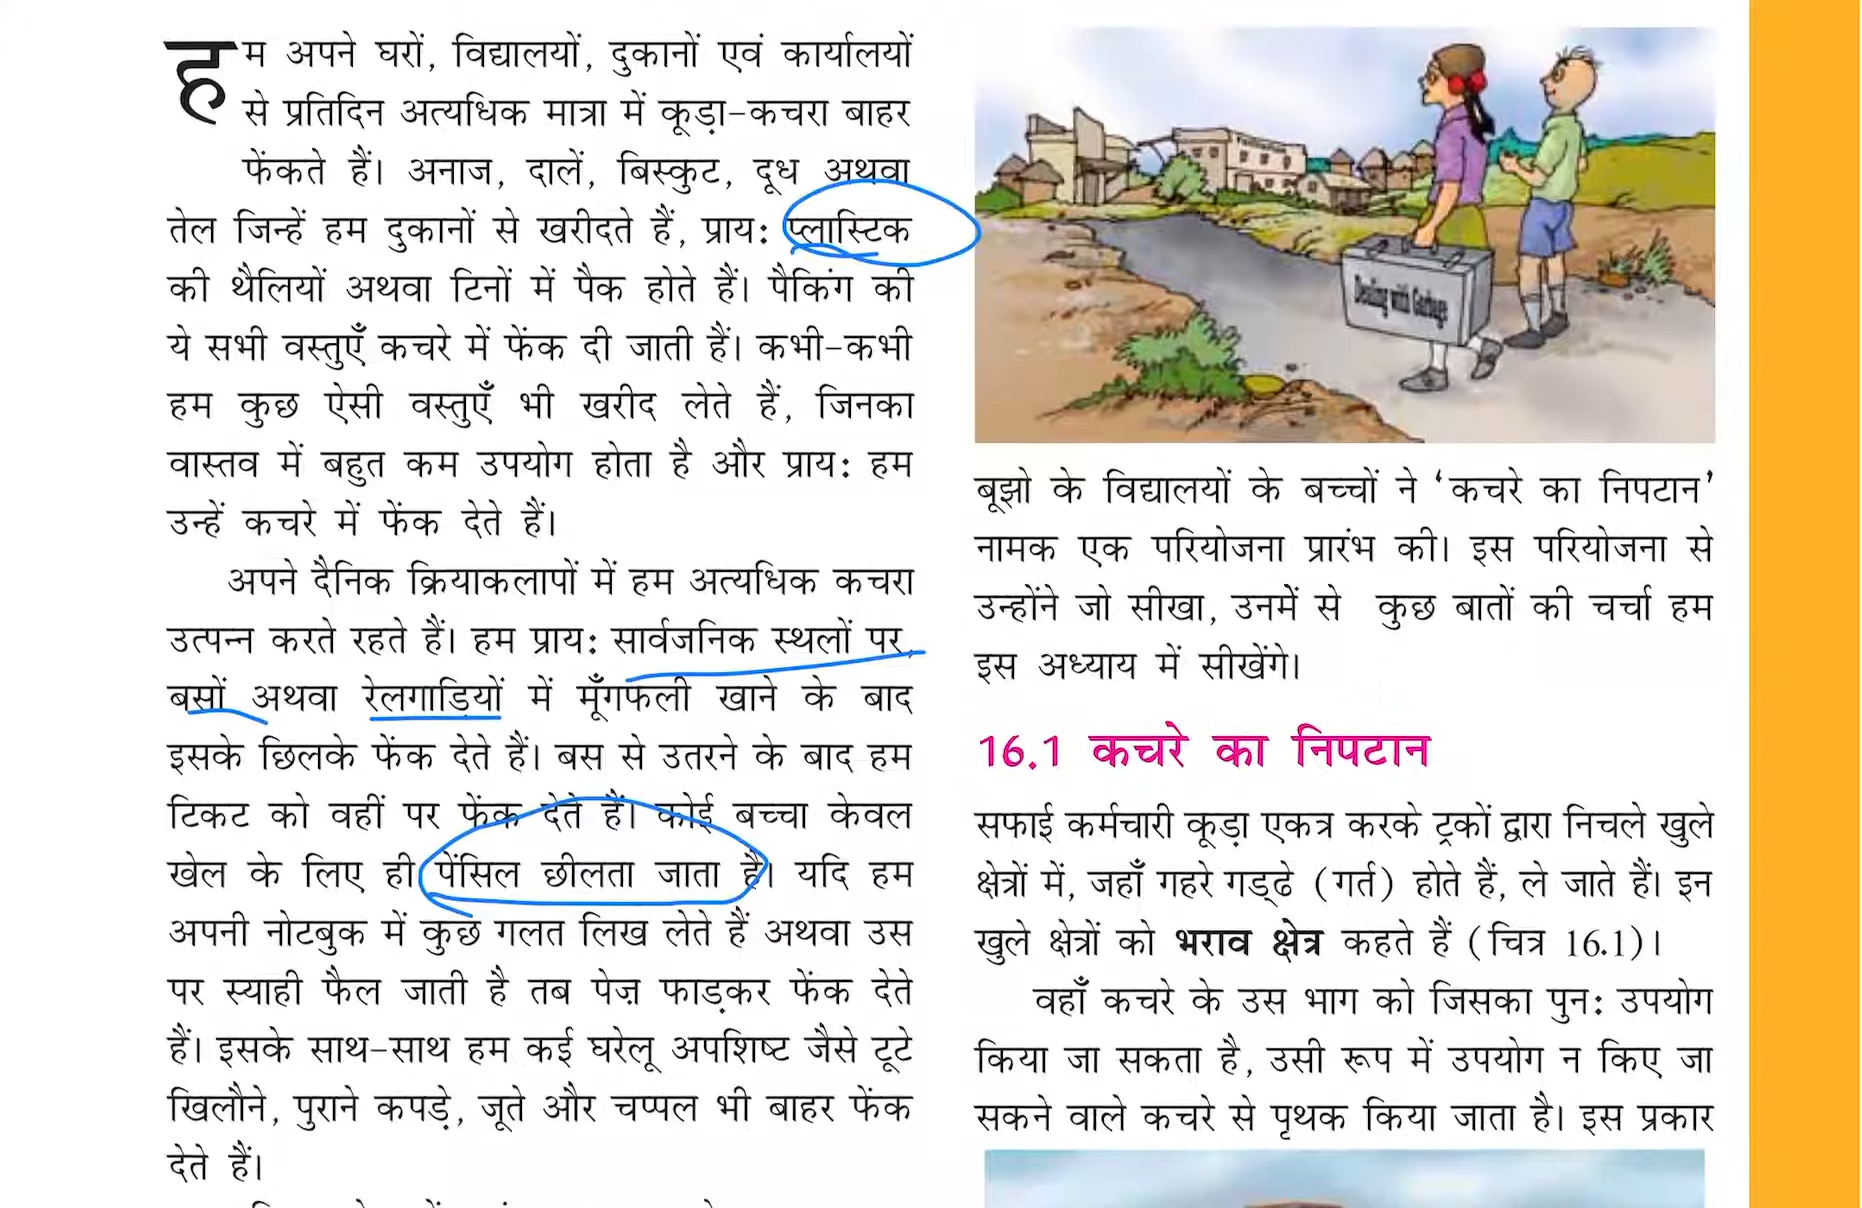 हम अपने घरों, विद्यालयों, दुकानों एवं कार्यालयों
से प्रतिदिन अत्यधिक मात्रा में कूड़ा-कचरा बाहर
फेंकते हैं। अनाज, दालें, बिस्कुट, दूध अथवा
तेल जिन्हें हम दुकानों से खरीदते हैं, प्राय: प्लास्टिक
की थैलियों अथवा टिनों में पैक होते हैं। पैकिंग की
ये सभी वस्तुएँ कचरे में फेंक दी जाती हैं। कभी-कभी
हम कुछ ऐसी वस्तुएँ भी खरीद लेते हैं, जिनका
वास्तव में बहुत कम उपयोग होता है और प्राय: हम
उन्हें कचरे में फेंक देते हैं।
अपने दैनिक क्रियाकलापों में हम अत्यधिक कचरा
उत्पन्न करते रहते हैं। हम प्राय: सार्वजनिक स्थलों पर,
बसों अथवा रेलगाड़ियों में मूँगफली खाने के बाद
इसके छिलके फेंक देते हैं। बस से उतरने के बाद हम
टिकट को वहीं पर फेंक देते हैं। कोई बच्चा केवल
खेल के लिए ही पेंसिल छीलता जाता है। यदि हम
अपनी नोटबुक में कुछ गलत लिख लेते हैं अथवा उस
पर स्याही फैल जाती है तब पेज़ फाड़कर फेंक देते
हैं। इसके साथ-साथ हम कई घरेलू अपशिष्ट जैसे टूटे
खिलौने, पुराने कपड़े, जूते और चप्पल भी बाहर फेंक
देते हैं।
Dealing with Garbage
बूझो के विद्यालयों के बच्चों ने ‘कचरे का निपटान’
नामक एक परियोजना प्रारंभ की। इस परियोजना से
उन्होंने जो सीखा, उनमें से कुछ बातों की चर्चा हम
इस अध्याय में सीखेंगे।
16.1 कचरे का निपटान
सफाई कर्मचारी कूड़ा एकत्र करके ट्रकों द्वारा निचले खुले
क्षेत्रों में, जहाँ गहरे गड्ढे (गर्त) होते हैं, ले जाते हैं। इन
खुले क्षेत्रों को भराव क्षेत्र कहते हैं (चित्र 16.1)।
वहाँ कचरे के उस भाग को जिसका पुन: उपयोग
किया जा सकता है, उसी रूप में उपयोग न किए जा
सकने वाले कचरे से पृथक किया जाता है। इस प्रकार